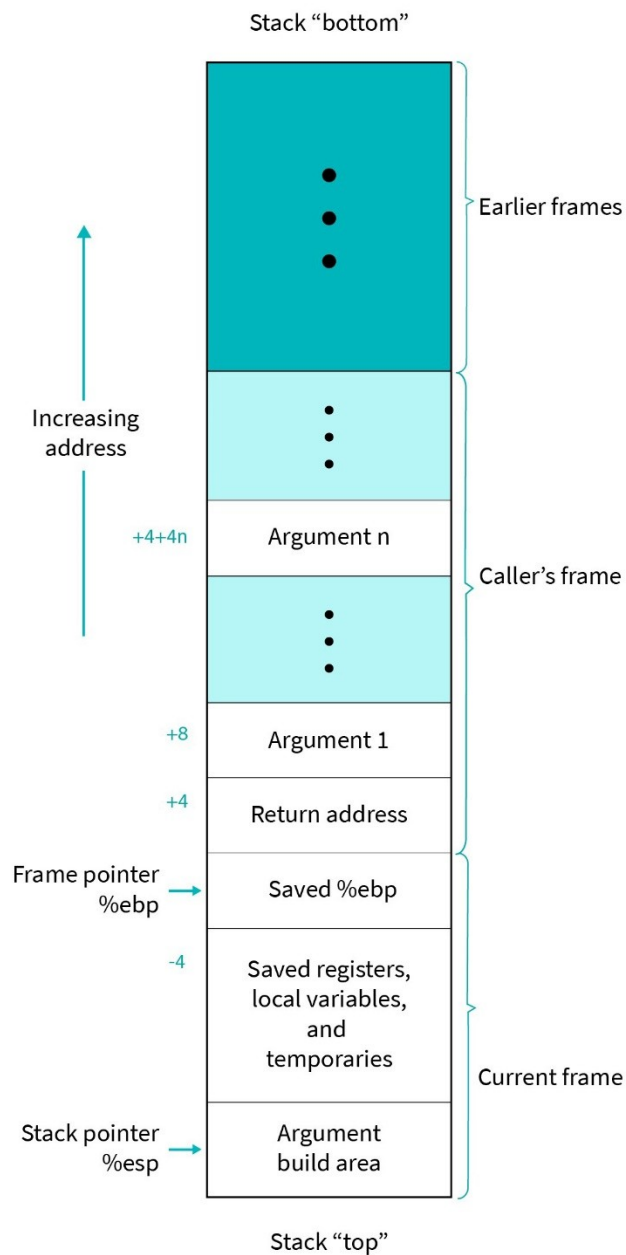 Stack “bottom”
Earlier frames
Increasing
address
+4+4n
Argument n
Caller’s frame
+8
Argument 1
+4
Return address
Frame pointer
%ebp
Saved %ebp
-4
Saved registers,
local variables,
and
temporaries
Current frame
Stack pointer
%esp
Argument
build area
Stack “top”